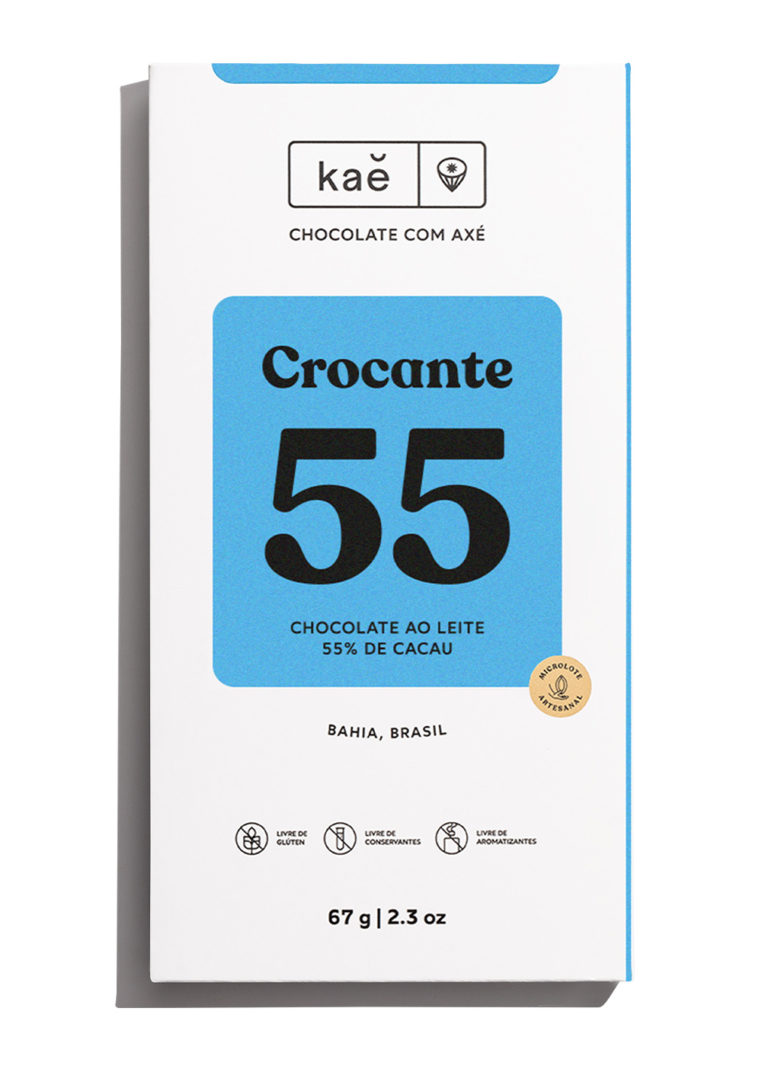 kaĕ
CHOCOLATE COM AXÉ
Crocante
55
CHOCOLATE AO LEITE
55% DE CACAU
MICROLOTE
ARTESANAL
BAHIA, BRASIL
LIVRE DE
GLÚTEN
LIVRE DE
CONSERVANTES
LIVRE DE
AROMATIZANTES
67 g | 2.3 oz